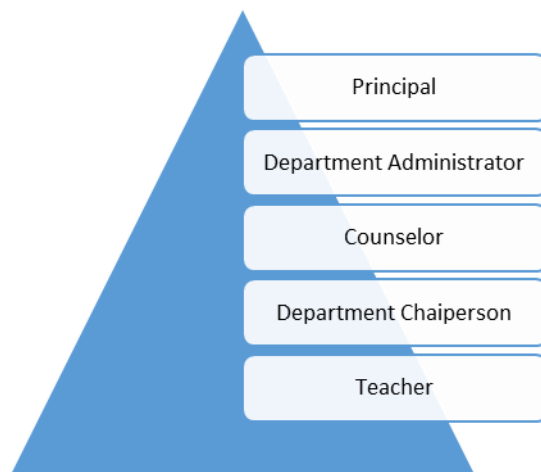 Principal
Department Administrator
Counselor
Department Chaiperson
Teacher